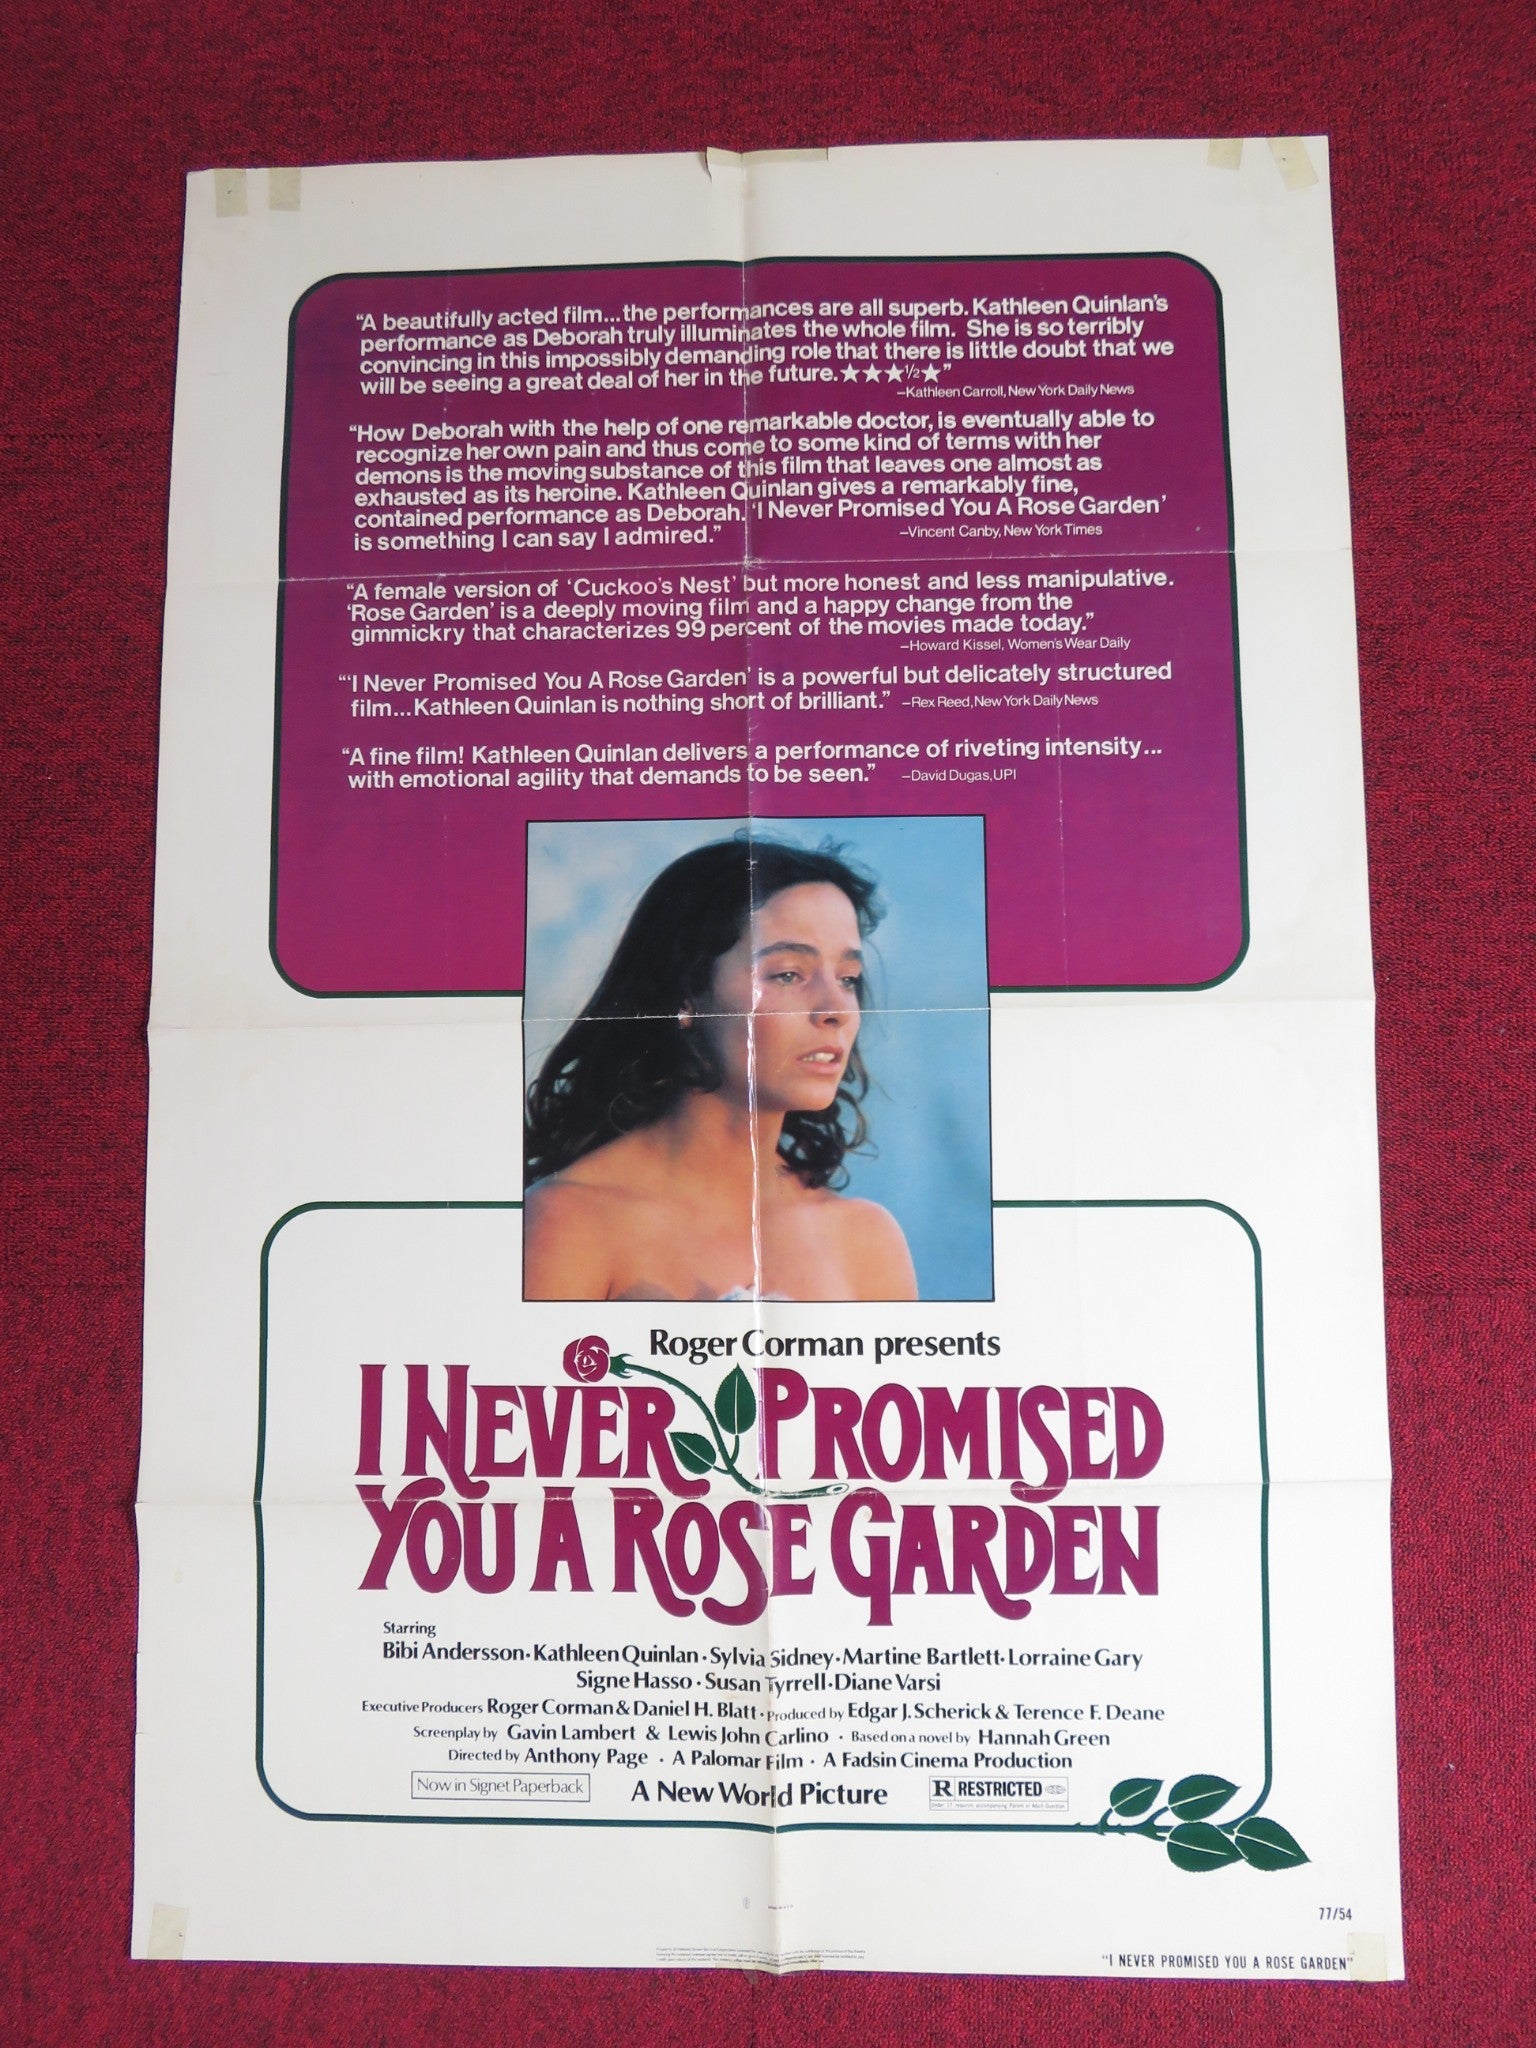 “A beautifully acted film...the performances are all superb. Kathleen Quinlan's
performance as Deborah truly illuminates the whole film. She is so terribly
convincing in this impossibly demanding role that there is little doubt that we
will be seeing a great deal of her in the future.★★★½★”
—Kathleen Carroll, New York Daily News
“How Deborah with the help of one remarkable doctor, is eventually able to
recognize her own pain and thus come to some kind of terms with her
demons is the moving substance of this film that leaves one almost as
exhausted as its heroine. Kathleen Quinlan gives a remarkably fine,
contained performance as Deborah. ‘I Never Promised You A Rose Garden’
is something I can say I admired.”
—Vincent Canby, New York Times
“A female version of ‘Cuckoo's Nest’ but more honest and less manipulative.
‘Rose Garden’ is a deeply moving film and a happy change from the
gimmickry that characterizes 99 percent of the movies made today.”
—Howard Kissel, Women's Wear Daily
“‘I Never Promised You A Rose Garden’ is a powerful but delicately structured
film...Kathleen Quinlan is nothing short of brilliant.” —Rex Reed, New York Daily News
“A fine film! Kathleen Quinlan delivers a performance of riveting intensity...
with emotional agility that demands to be seen.” —David Dugas, UPI
Roger Corman presents
I NEVER PROMISED
YOU A ROSE GARDEN
Starring
Bibi Andersson · Kathleen Quinlan · Sylvia Sidney · Martine Bartlett · Lorraine Gary
Signe Hasso · Susan Tyrrell · Diane Varsi
Executive Producers Roger Corman & Daniel H. Blatt · Produced by Edgar J. Scherick & Terence F. Deane
Screenplay by Gavin Lambert & Lewis John Carlino · Based on a novel by Hannah Green
Directed by Anthony Page · A Palomar Film · A Fadsin Cinema Production
Now in Signet Paperback A New World Picture R RESTRICTED
Under 17 requires accompanying Parent or Adult Guardian
77/54
"I NEVER PROMISED YOU A ROSE GARDEN"